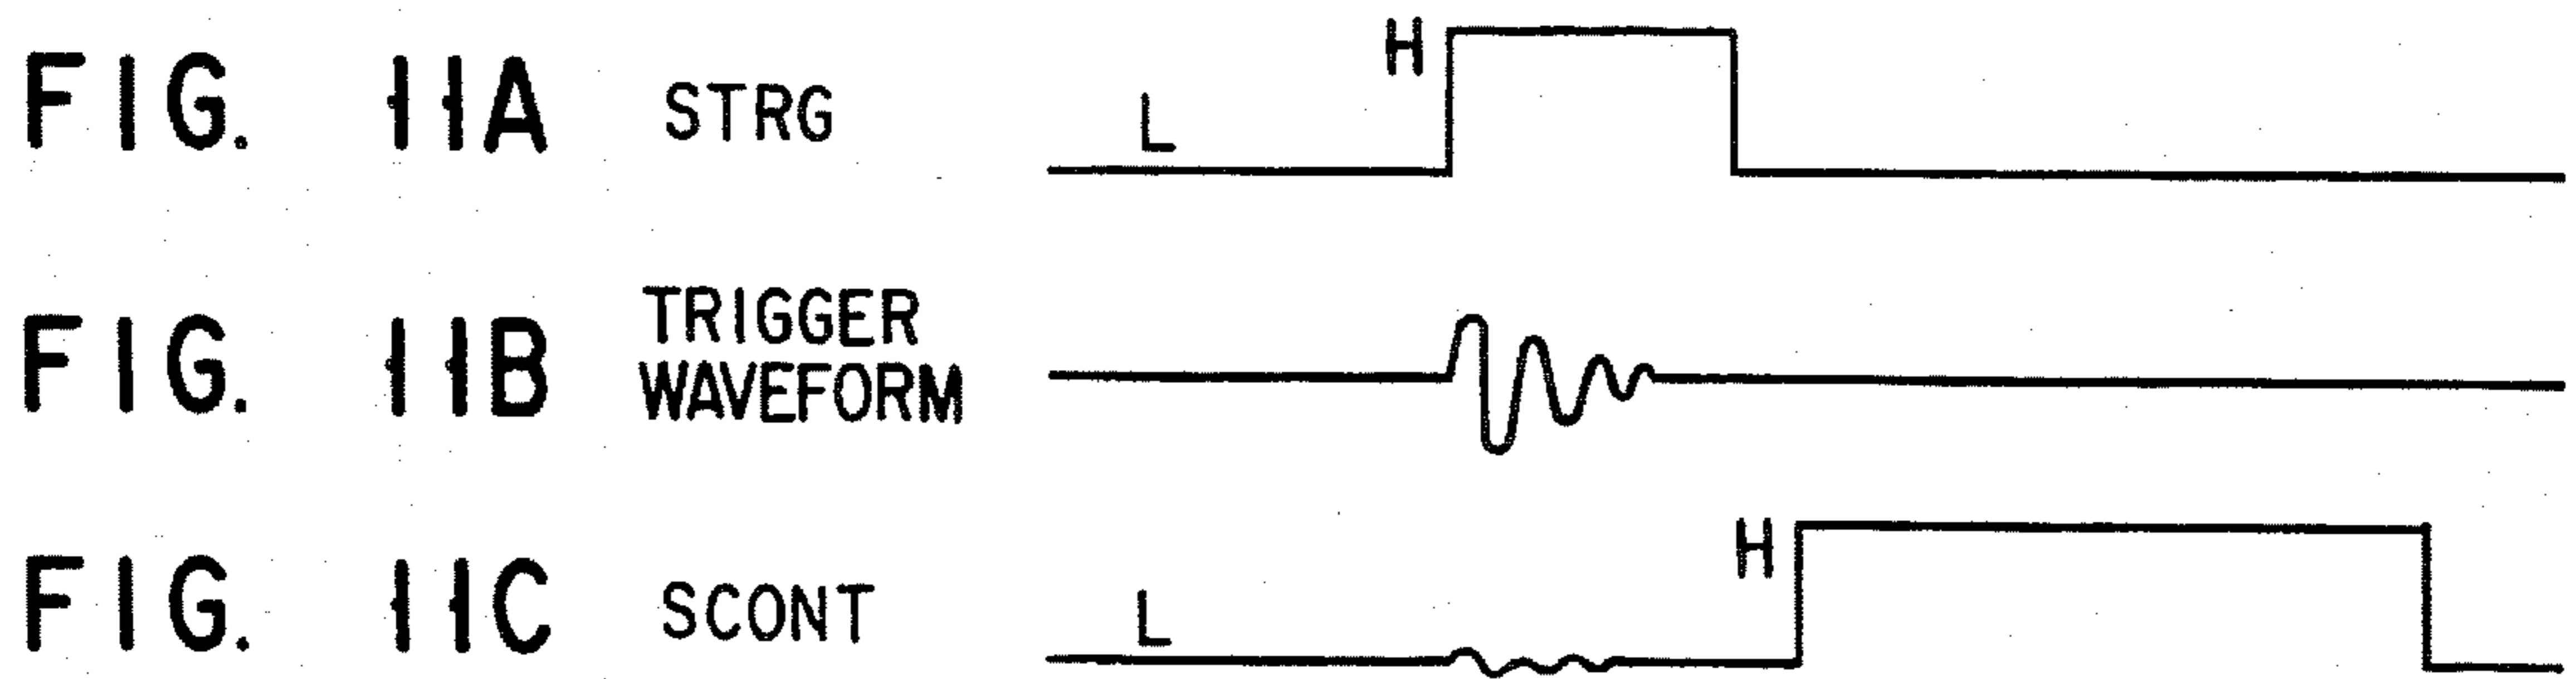 FIG. 11A STRG L H
FIG. 11B TRIGGER WAVEFORM
FIG. 11C SCONT L H